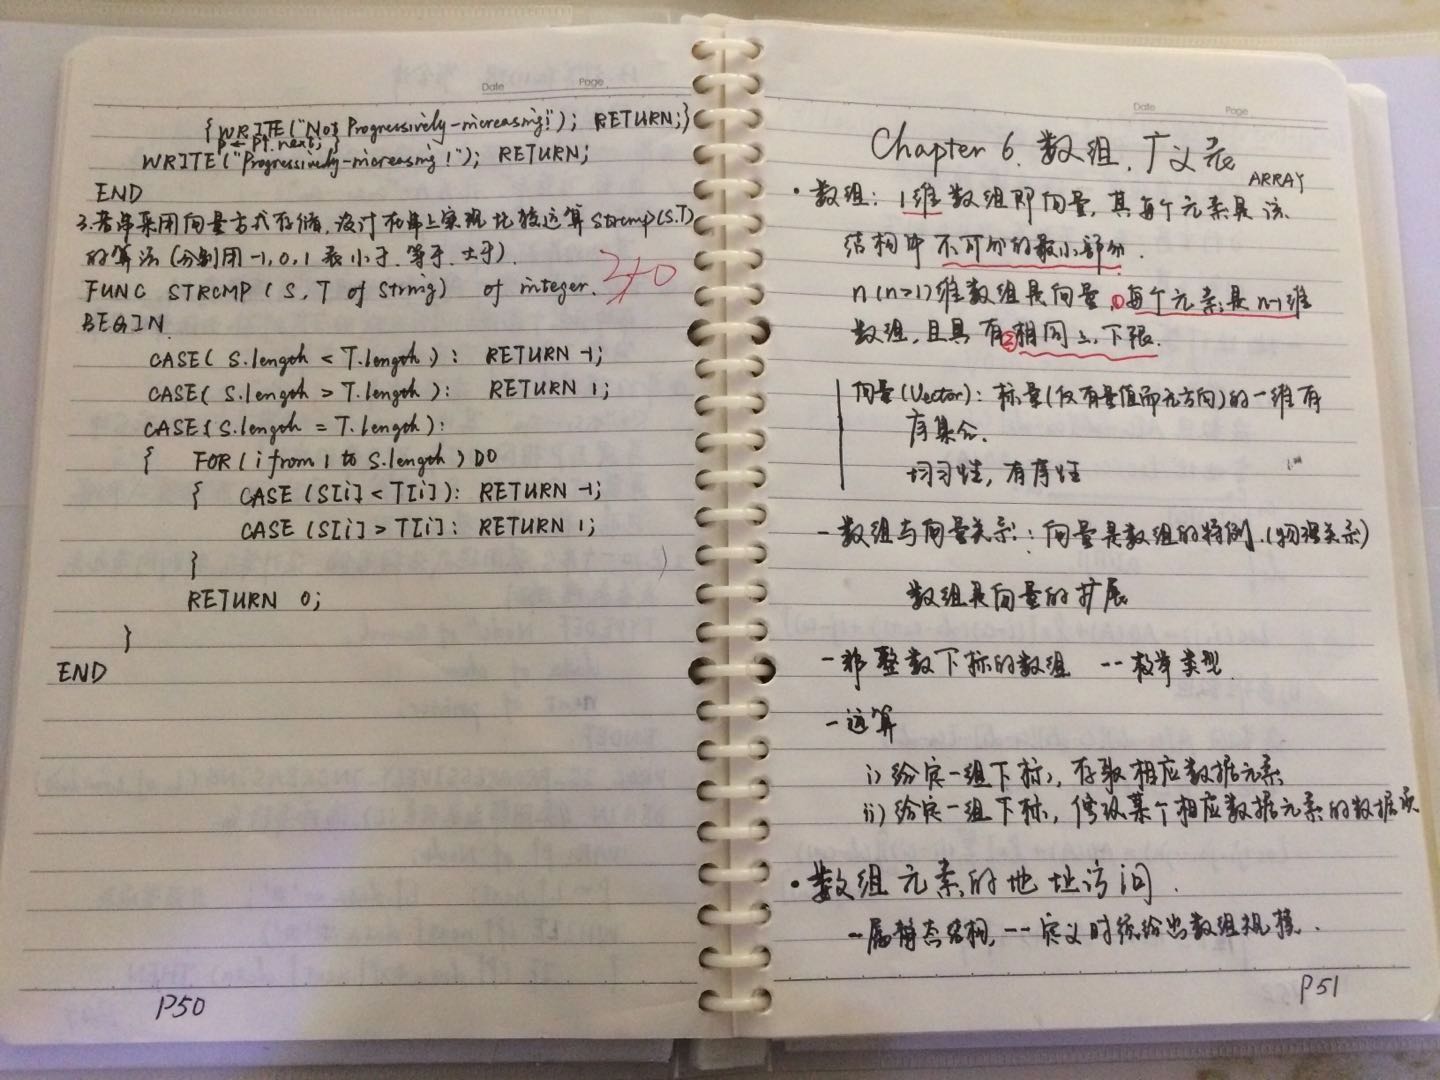 Date Page
{ WRITE("Not Progressively-increasing!"); RETURN;}
P ← P↑.next; }
WRITE("Progressively-increasing!"); RETURN;
END
3.若串采用向量方式存储,设计在串上实现比较运算Strcmp(S.T)
的算法(分别用-1,0,1表小于.等于.大于).
FUNC STRCMP (S,T of String) of integer.
BEGIN
CASE( S.length < T.length ): RETURN -1;
CASE( S.length > T.length ): RETURN 1;
CASE(S.length = T.length):
{ FOR(i from 1 to S.length) DO
{ CASE (S[i] < T[i]): RETURN -1;
CASE (S[i] > T[i]: RETURN 1;
}
RETURN 0;
}
END
P50
Date Page
Chapter 6. 数组.广义表
ARRAY
• 数组: 1维数组即向量,其每个元素是该
结构中不可分的最小部分.
n(n>1)维数组是向量,①每个元素是n-1维
数组,且具有②相同上、下限.
向量(Vector): 标量(仅有量值而无方向)的一维有
序集合.
均匀性,有序性
- 数组与向量关系: 向量是数组的特例.(物理关系)
数组是向量的扩展
- 非整数下标的数组 -- 枚举类型
- 运算
i) 给定一组下标,存取相应数据元素
ii) 给定一组下标,修改某个相应数据元素的数据项
• 数组元素的地址访问.
- 属静态结构, -- 定义时须给出数组规模.
P51